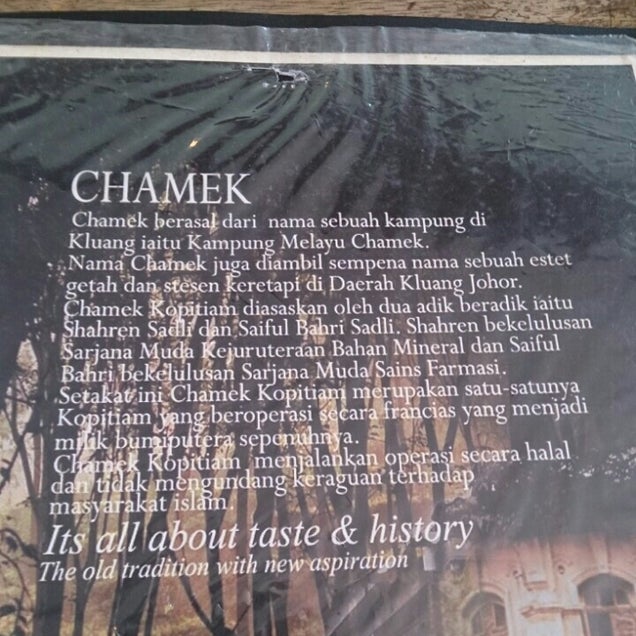 CHAMEK
Chamek berasal dari nama sebuah kampung di
Kluang iaitu Kampung Melayu Chamek.
Nama Chamek juga diambil sempena nama sebuah estet
getah dan stesen keretapi di Daerah Kluang Johor.
Chamek Kopitiam diasaskan oleh dua adik beradik iaitu
Shahren Sadli dan Saiful Bahri Sadli. Shahren bekelulusan
Sarjana Muda Kejuruteraan Bahan Mineral dan Saiful
Bahri bekelulusan Sarjana Muda Sains Farmasi.
Setakat ini Chamek Kopitiam merupakan satu-satunya
Kopitiam yang beroperasi secara francias yang menjadi
milik bumiputera sepenuhnya.
Chamek Kopitiam menjalankan operasi secara halal
dan tidak mengundang keraguan terhadap
masyarakat islam.
Its all about taste & history
The old tradition with new aspiration